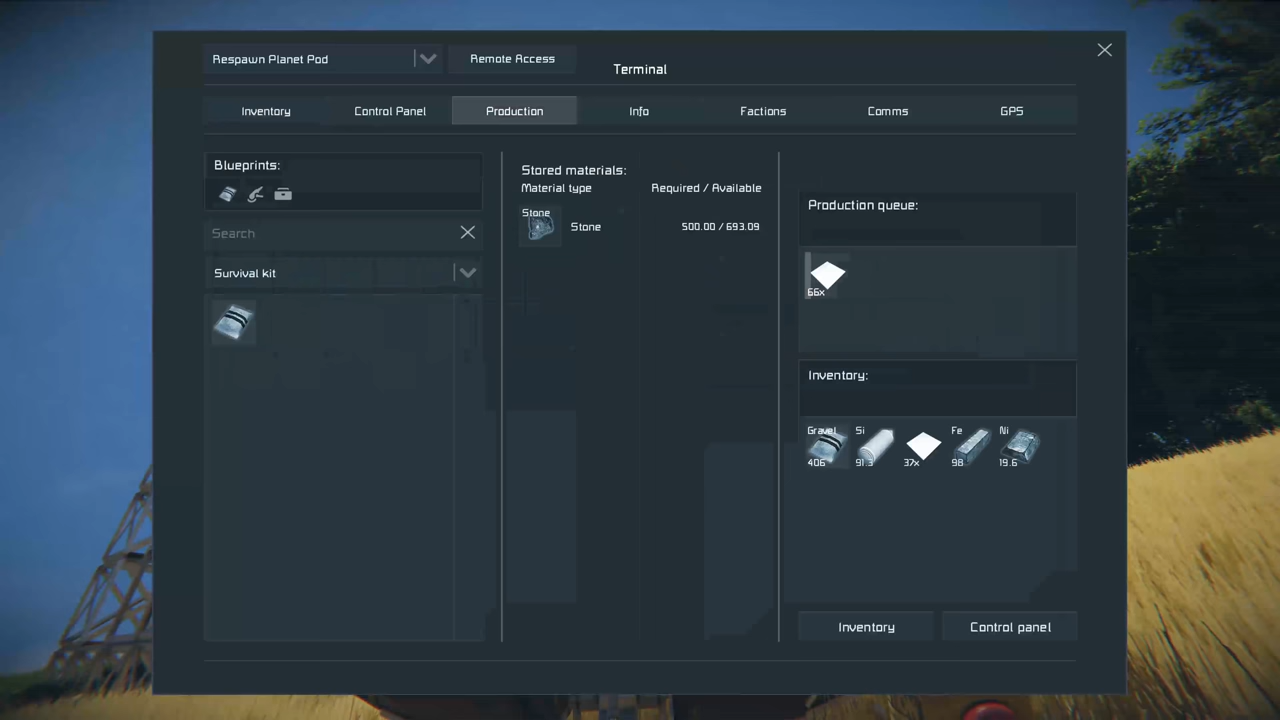 Respawn Planet Pod
Remote Access
Terminal
Inventory
Control Panel
Production
Info
Factions
Comms
GPS
Blueprints:
Search
Survival kit
Stored materials:
Material type
Required / Available
Stone
Stone
500.00 / 693.09
Production queue:
66x
Inventory:
Gravel
406
Si
91.3
37x
Fe
98
Ni
19.6
Inventory
Control panel